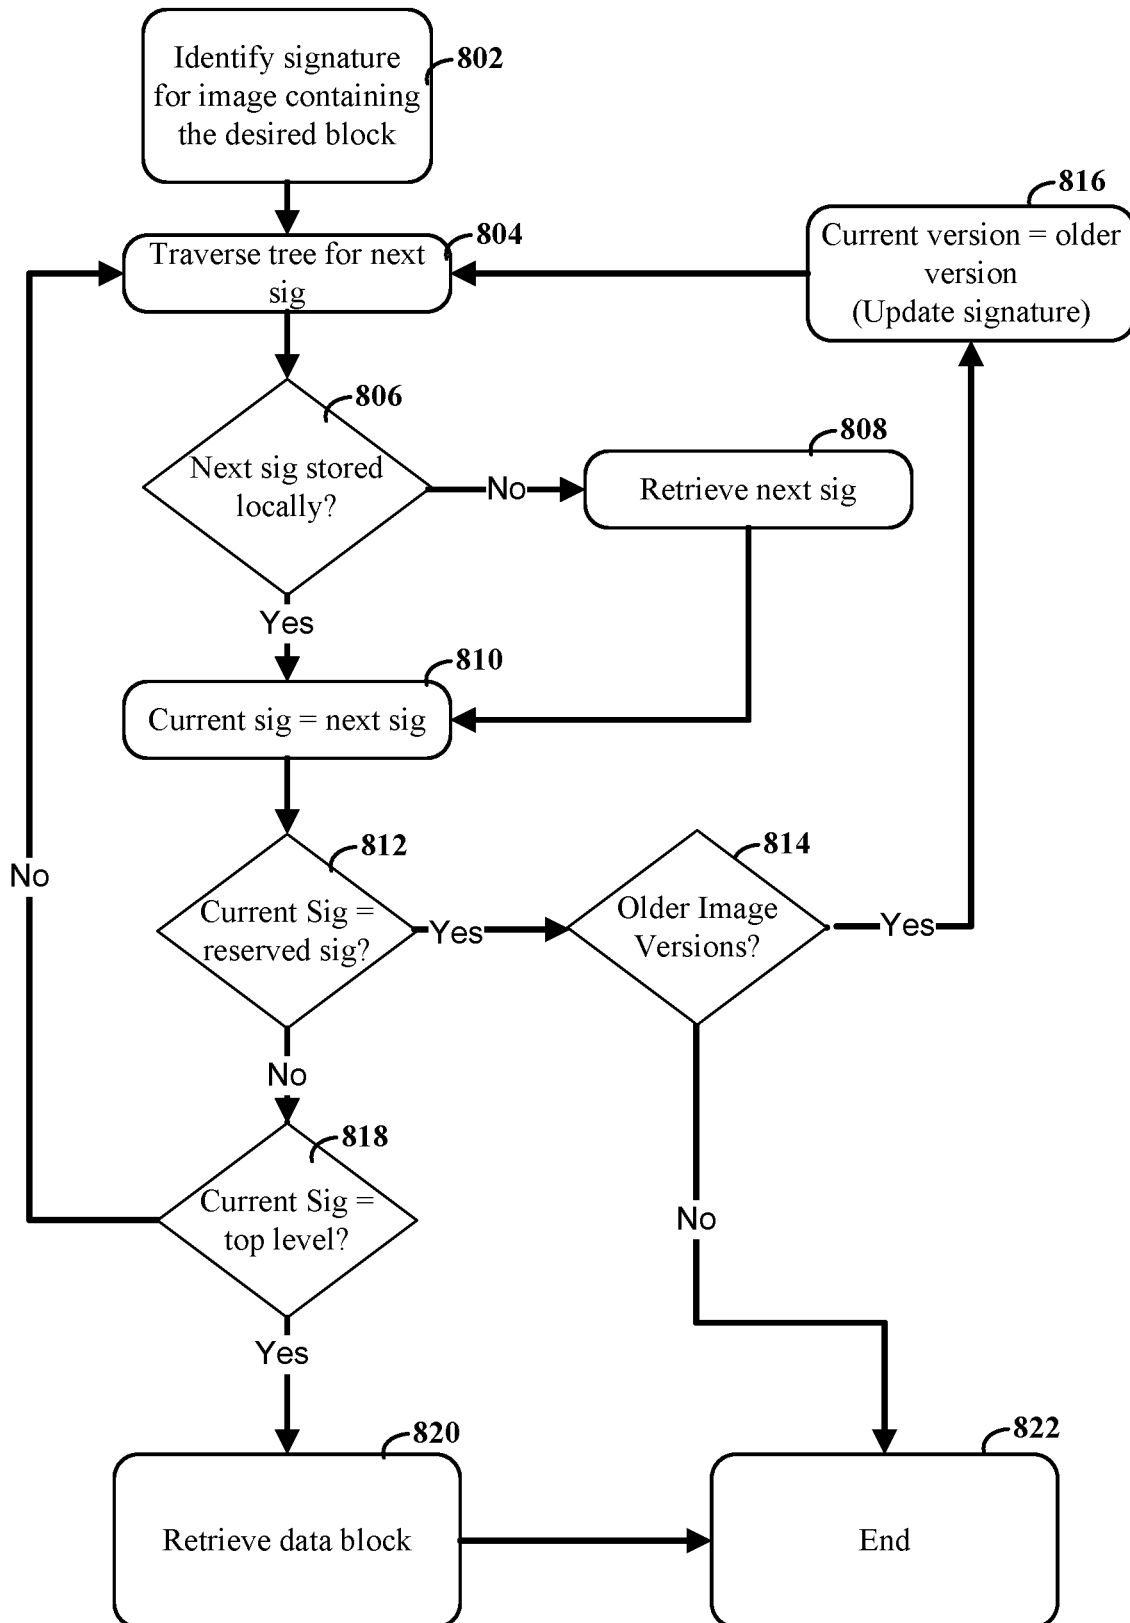 Identify signature
for image containing
the desired block
802
Traverse tree for next
sig
804
816
Current version = older
version
(Update signature)
806
Next sig stored
locally?
No
808
Retrieve next sig
Yes
810
Current sig = next sig
812
Current Sig =
reserved sig?
Yes
814
Older Image
Versions?
Yes
No
No
818
Current Sig =
top level?
No
Yes
820
Retrieve data block
822
End